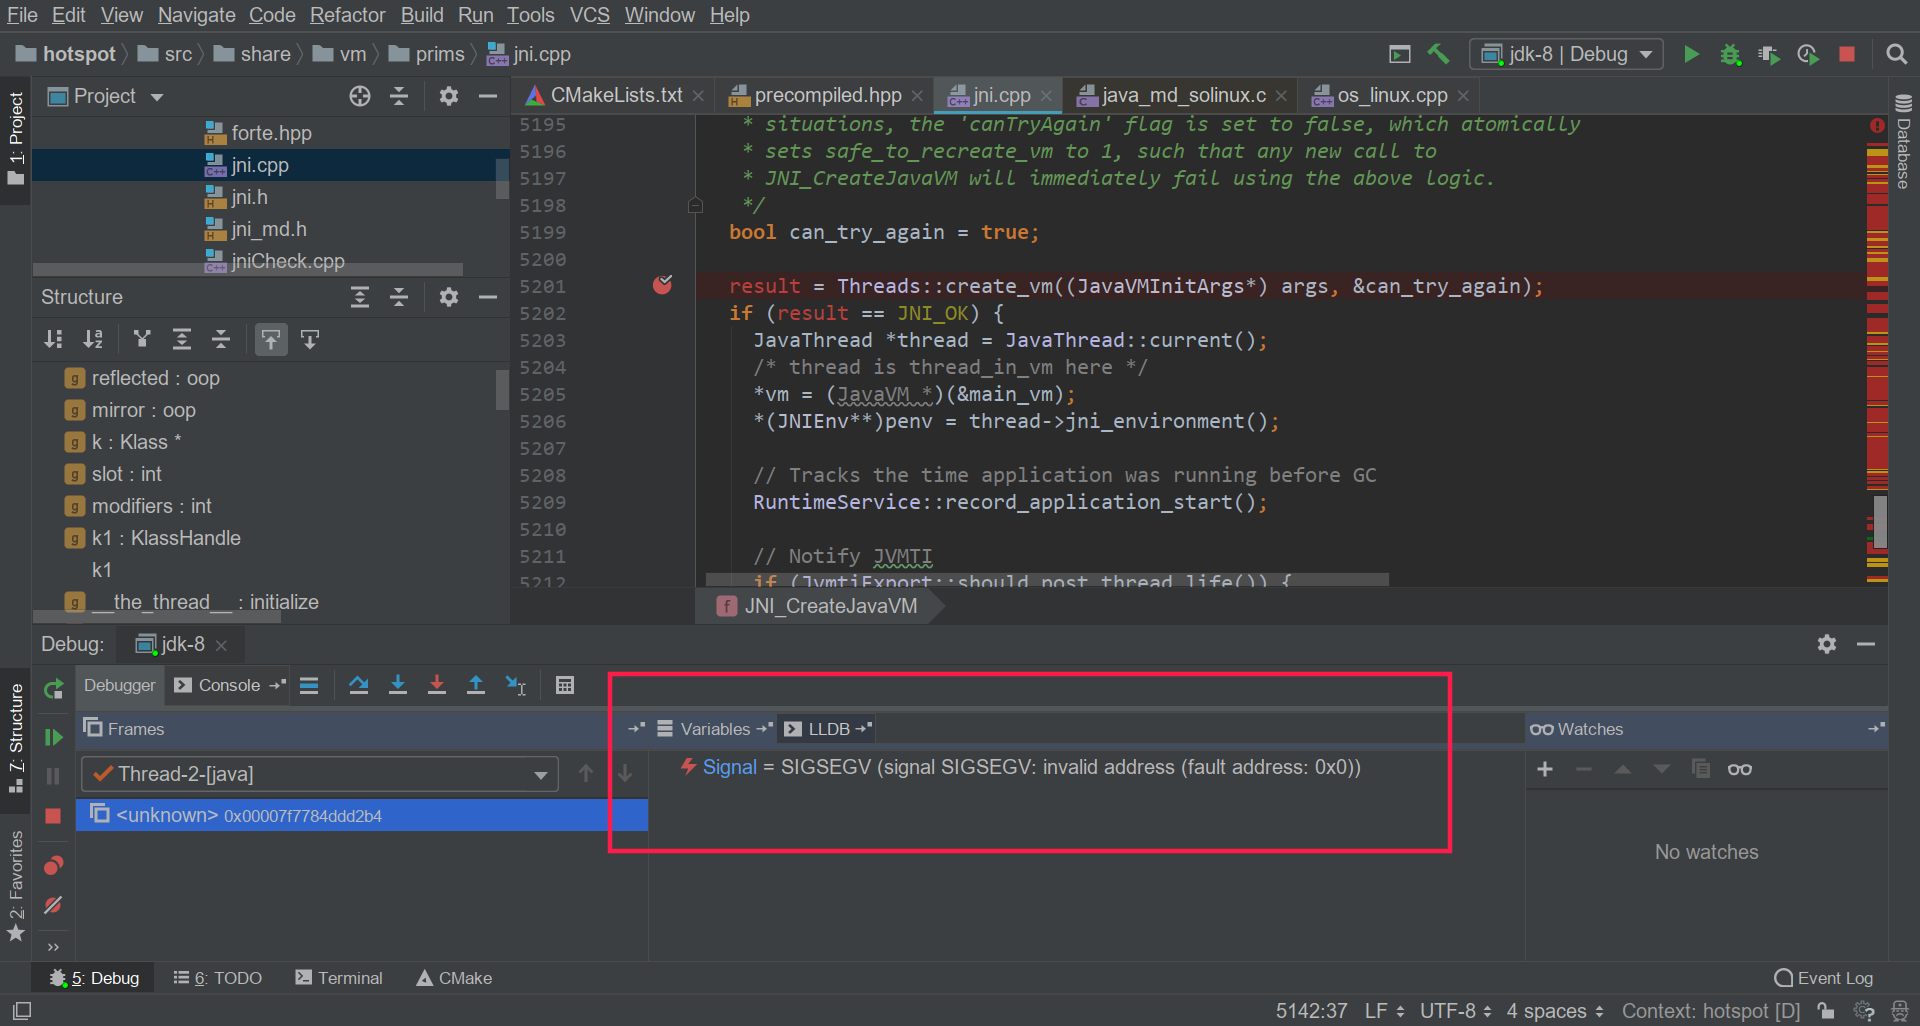 File Edit View Navigate Code Refactor Build Run Tools VCS Window Help
hotspot src share vm prims jni.cpp
jdk-8 | Debug
1: Project
Project
forte.hpp
jni.cpp
jni.h
jni_md.h
jniCheck.cpp
Structure
reflected : oop
mirror : oop
k : Klass *
slot : int
modifiers : int
k1 : KlassHandle
k1
__the_thread__ : initialize
CMakeLists.txt precompiled.hpp jni.cpp java_md_solinux.c os_linux.cpp
5195 * situations, the 'canTryAgain' flag is set to false, which atomically
5196 * sets safe_to_recreate_vm to 1, such that any new call to
5197 * JNI_CreateJavaVM will immediately fail using the above logic.
5198 */
5199 bool can_try_again = true;
5200
5201 result = Threads::create_vm((JavaVMInitArgs*) args, &can_try_again);
5202 if (result == JNI_OK) {
5203 JavaThread *thread = JavaThread::current();
5204 /* thread is thread_in_vm here */
5205 *vm = (JavaVM *)(&main_vm);
5206 *(JNIEnv**)penv = thread->jni_environment();
5207
5208 // Tracks the time application was running before GC
5209 RuntimeService::record_application_start();
5210
5211 // Notify JVMTI
5212 if (JvmtiExport::should_post_thread_life()) {
JNI_CreateJavaVM
Database
Debug: jdk-8
7: Structure
2: Favorites
Debugger Console
Frames
Thread-2-[java]
<unknown> 0x00007f7784ddd2b4
Variables LLDB
Signal = SIGSEGV (signal SIGSEGV: invalid address (fault address: 0x0))
Watches
No watches
5: Debug 6: TODO Terminal CMake Event Log
5142:37 LF UTF-8 4 spaces Context: hotspot [D]